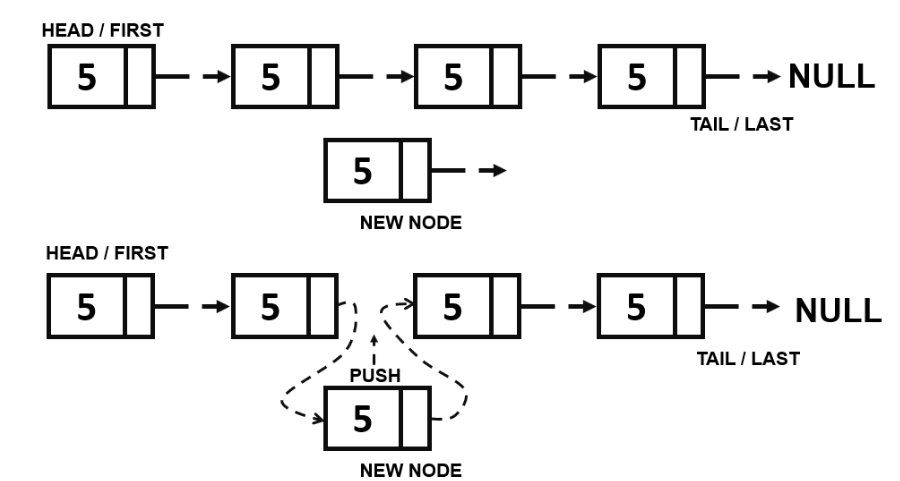 HEAD / FIRST
5 5 5 5 NULL
TAIL / LAST
5
NEW NODE
HEAD / FIRST
5 5 5 5 NULL
TAIL / LAST
PUSH
5
NEW NODE